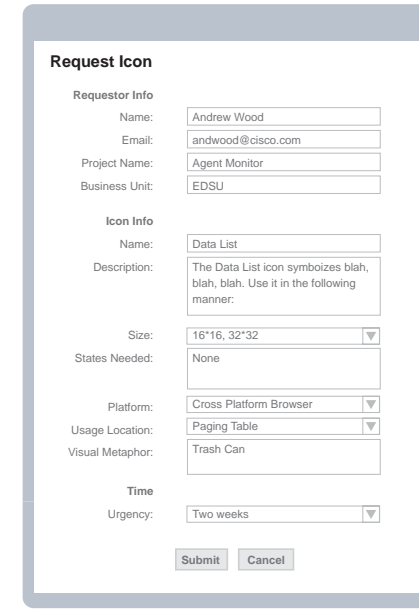 Request Icon
Requestor Info
Name: Andrew Wood
Email: andwood@cisco.com
Project Name: Agent Monitor
Business Unit: EDSU
Icon Info
Name: Data List
Description: The Data List icon symboizes blah,
blah, blah. Use it in the following
manner:
Size: 16*16, 32*32
States Needed: None
Platform: Cross Platform Browser
Usage Location: Paging Table
Visual Metaphor: Trash Can
Time
Urgency: Two weeks
Submit Cancel